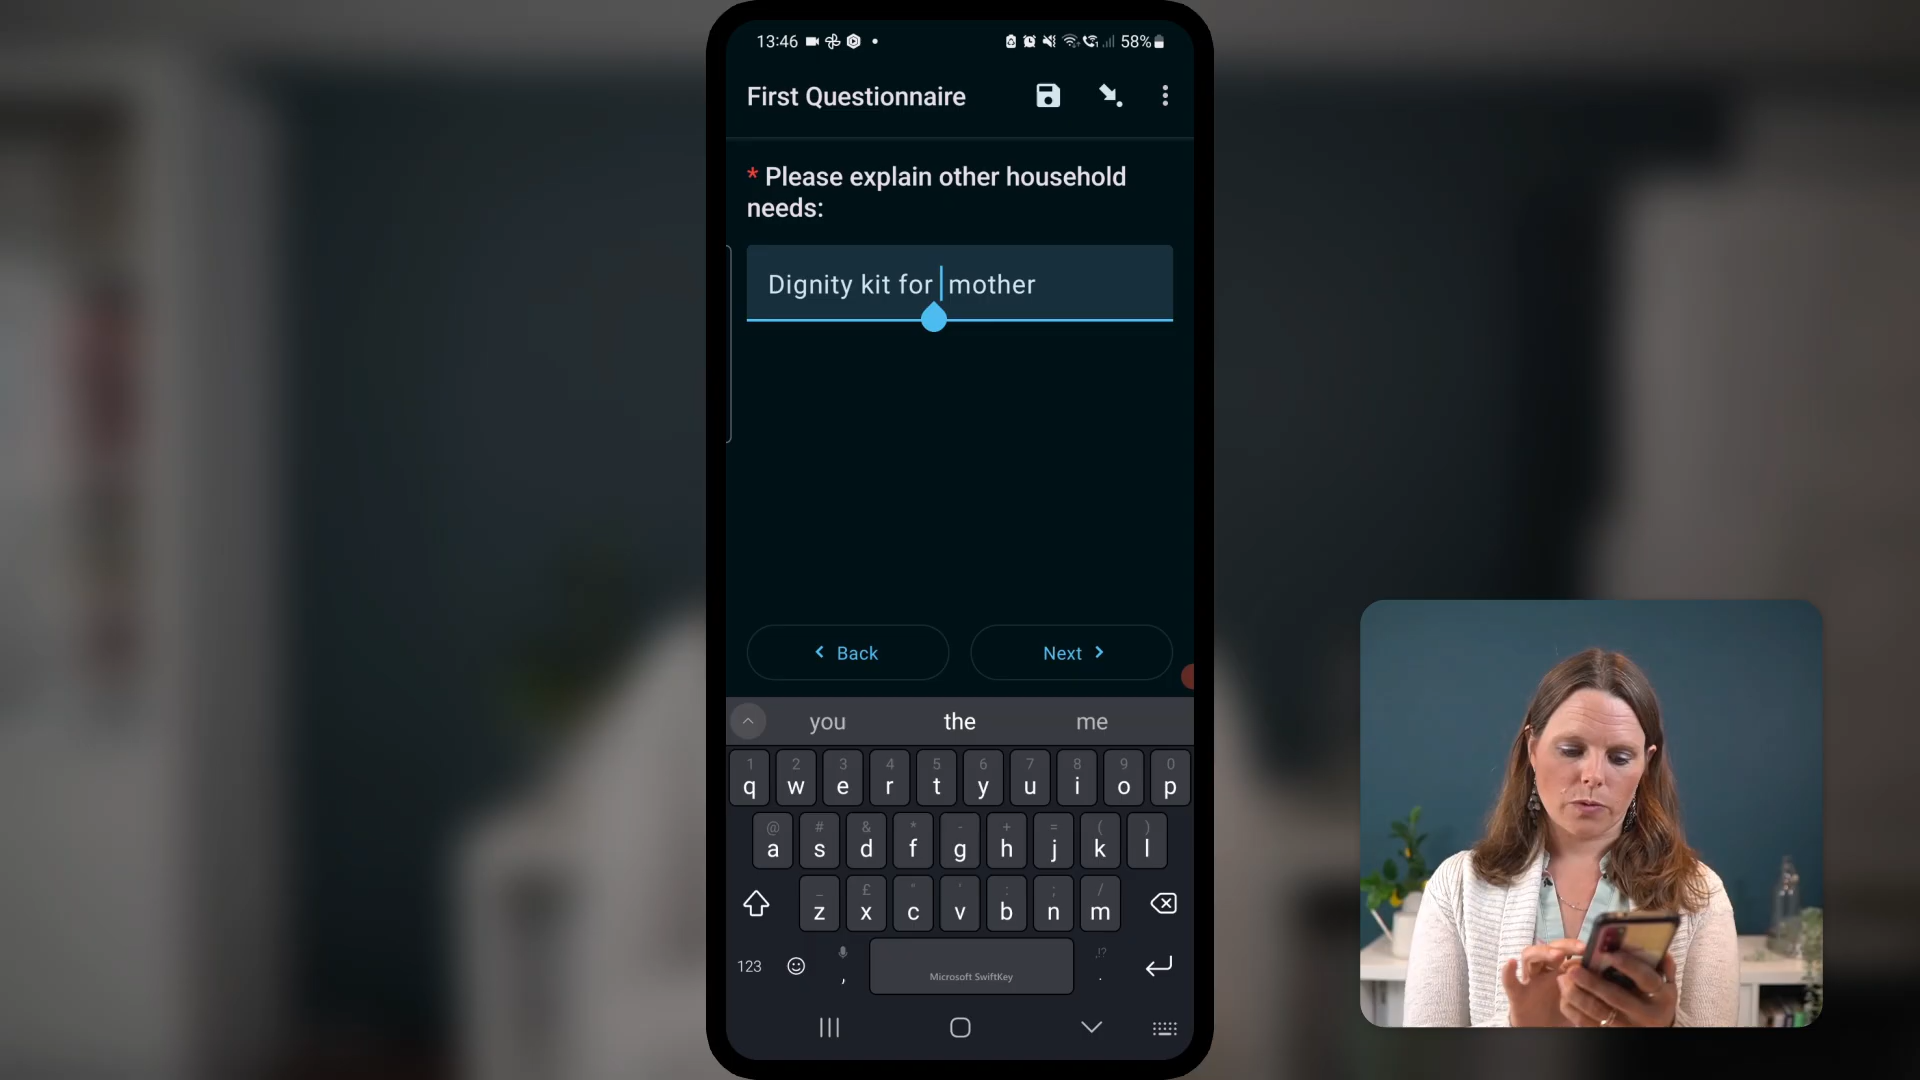 13:46
58%
First Questionnaire
* Please explain other household
needs:
Dignity kit for mother
Back
Next
you the me
1 2 3 4 5 6 7 8 9 0
q w e r t y u i o p
@ # & * - + = ( )
a s d f g h j k l
_ £ " ' : ; /
z x c v b n m
123 , Microsoft SwiftKey ,!? .